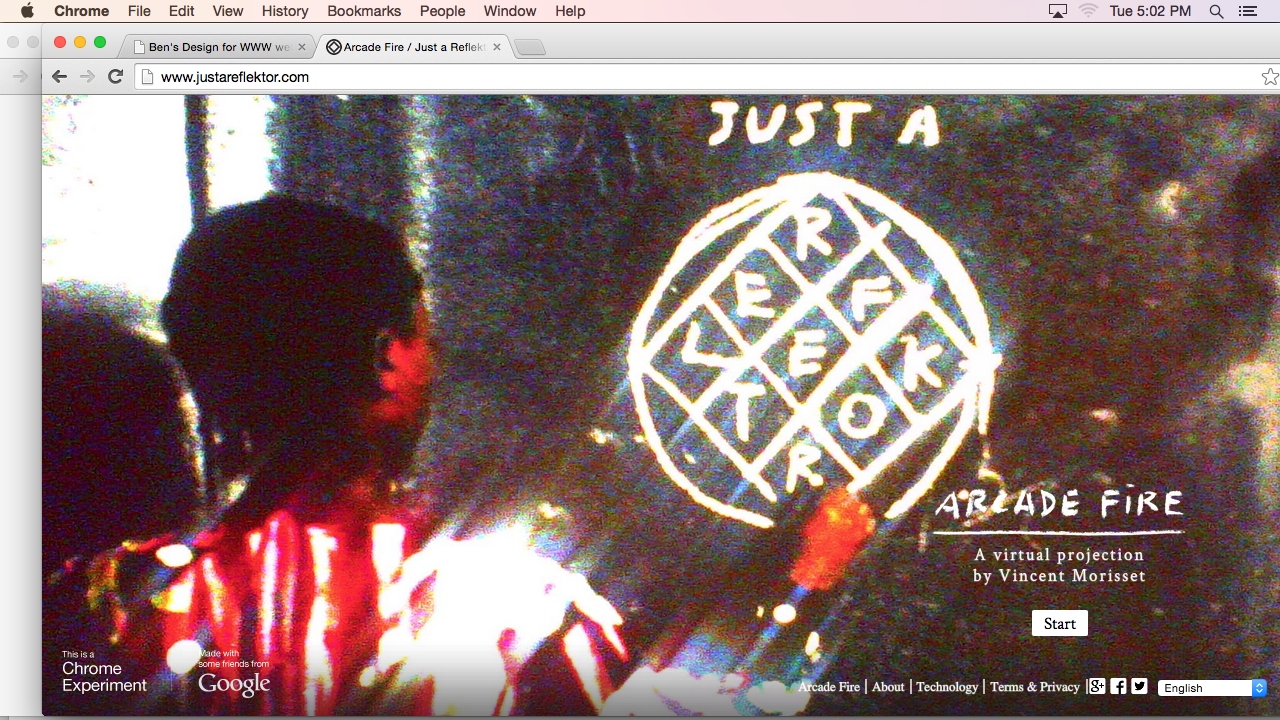 Chrome File Edit View History Bookmarks People Window Help Tue 5:02 PM
Ben's Design for WWW we Arcade Fire / Just a Reflekt
www.justareflektor.com
JUST A
R
E F
L E K
T O
R
ARCADE FIRE
A virtual projection
by Vincent Morisset
Start
This is a
Chrome
Experiment
Made with
some friends from
Google
Arcade Fire | About | Technology | Terms & Privacy |
English